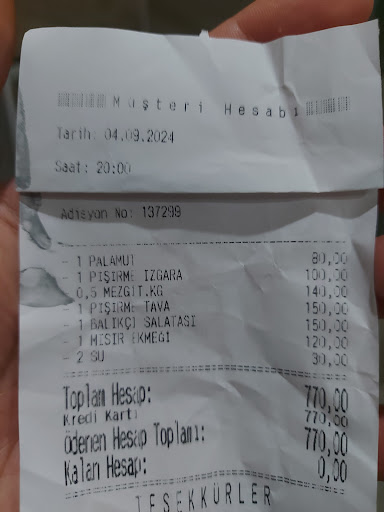 Müşteri Hesabı
Tarih: 04.09.2024
Saat: 20:00
Adisyon No: 137299
- 1 PALAMUT 80,00
- 1 PIŞIRME IZGARA 100,00
- 0,5 MEZGIT.KG 140,00
- 1 PIŞIRME TAVA 150,00
- 1 BALIKÇI SALATASI 150,00
- 1 MISIR EKMEĞI 120,00
- 2 SU 30,00
Toplam Hesap: 770,00
Kredi Kartı 770,00
Ödenen Hesap Toplamı: 770,00
Kalan Hesap: 0,00
TEŞEKKÜRLER